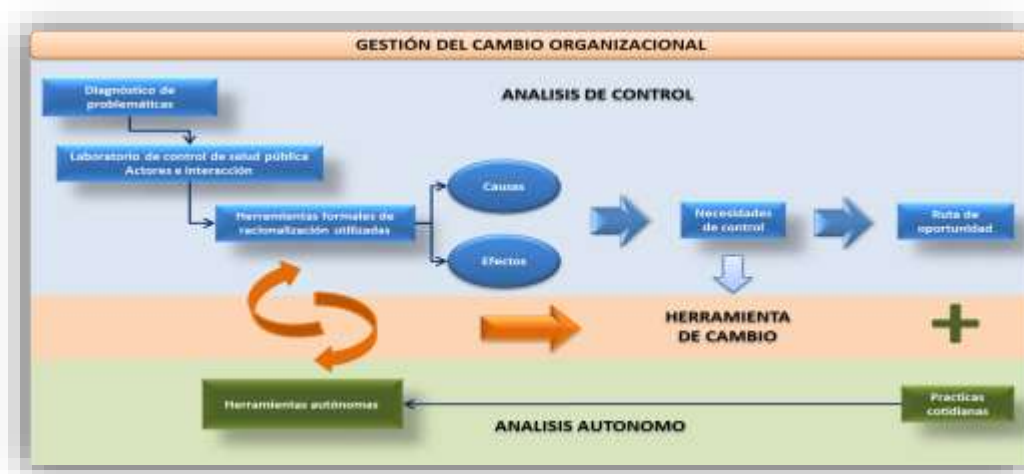 GESTIÓN DEL CAMBIO ORGANIZACIONAL
ANALISIS DE CONTROL
Diagnóstico de
problemáticas
Laboratorio de control de salud pública
Actores e interacción
Herramientas formales de
racionalización utilizadas
Causas
Efectos
Necesidades
de control
Ruta de
oportunidad
HERRAMIENTA
DE CAMBIO
Herramientas autónomas
Practicas
cotidianas
ANALISIS AUTONOMO